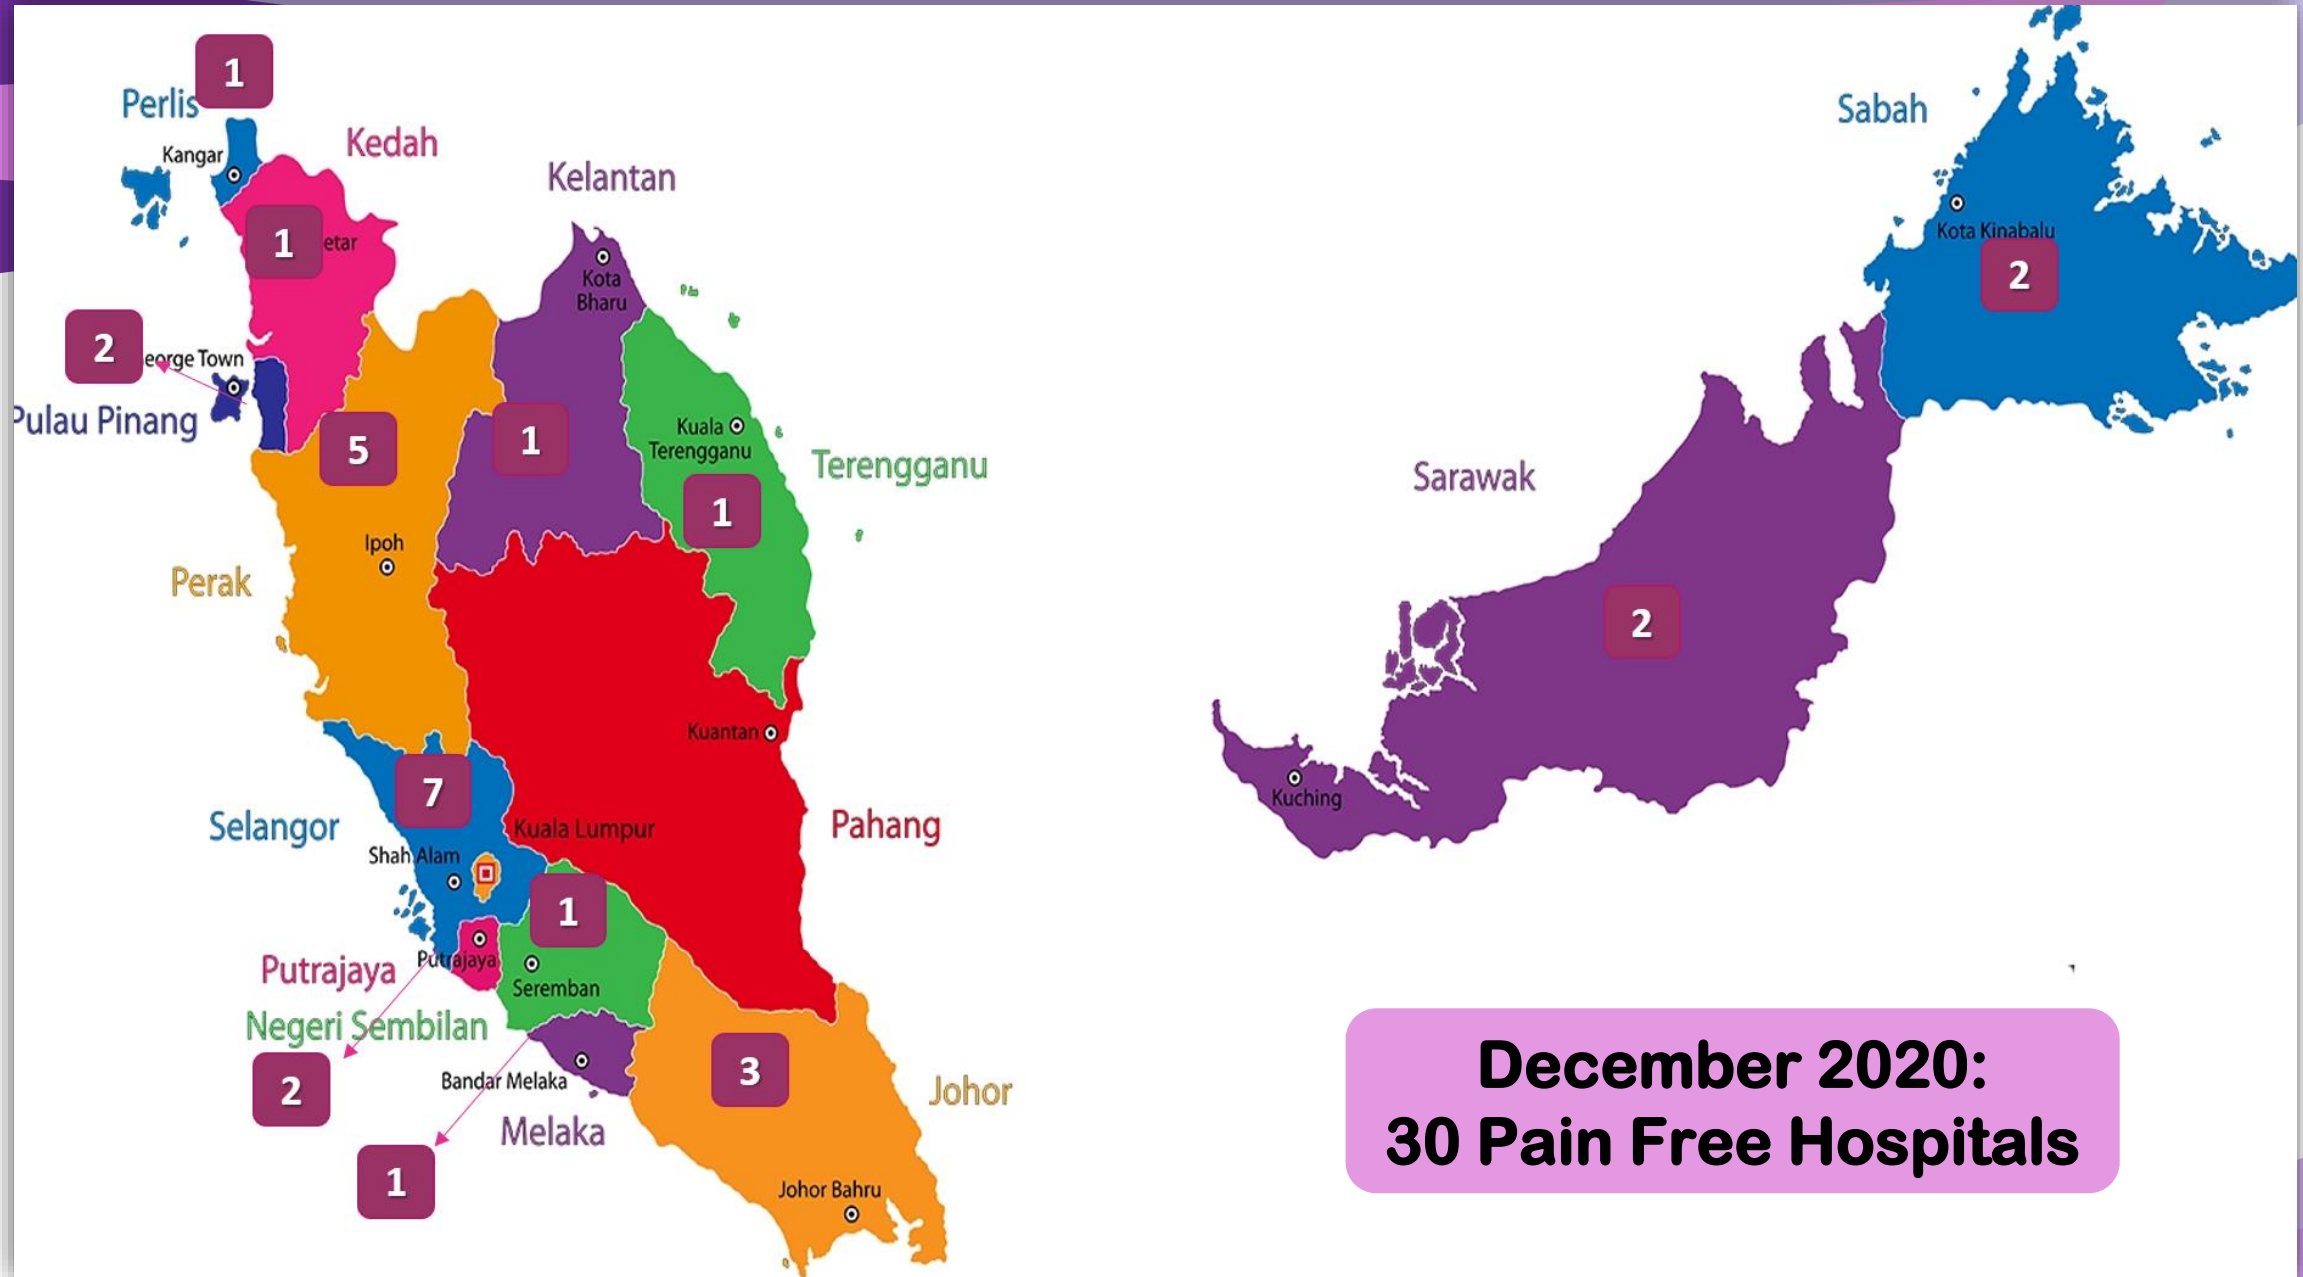 1
Perlis
Kangar
Kedah
1
etar
Kelantan
Kota
Bharu
2
eorge Town
Pulau Pinang
5
1
Kuala
Terengganu
Terengganu
1
Ipoh
Perak
Kuantan
7
Selangor
Kuala Lumpur
Pahang
Shah Alam
1
Putrajaya
Putrajaya
Seremban
Negeri Sembilan
2
3
Bandar Melaka
Johor
Melaka
1
Johor Bahru
Sabah
Kota Kinabalu
2
Sarawak
2
Kuching
December 2020:
30 Pain Free Hospitals